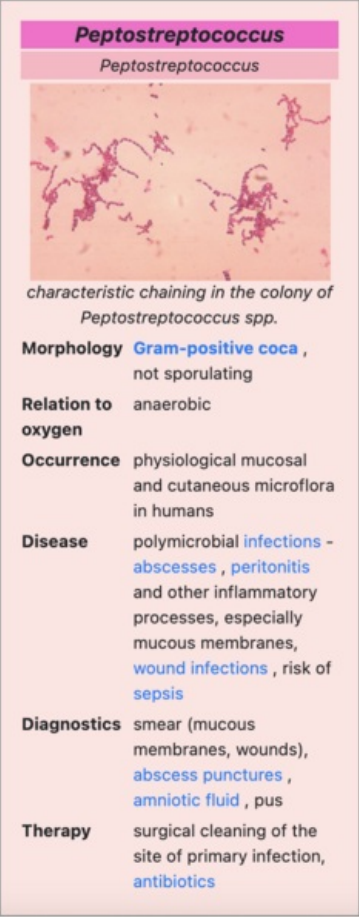 Peptostreptococcus
Peptostreptococcus
characteristic chaining in the colony of
Peptostreptococcus spp.
Morphology Gram-positive coca ,
not sporulating
Relation to anaerobic
oxygen
Occurrence physiological mucosal
and cutaneous microflora
in humans
Disease polymicrobial infections -
abscesses , peritonitis
and other inflammatory
processes, especially
mucous membranes,
wound infections , risk of
sepsis
Diagnostics smear (mucous
membranes, wounds),
abscess punctures ,
amniotic fluid , pus
Therapy surgical cleaning of the
site of primary infection,
antibiotics